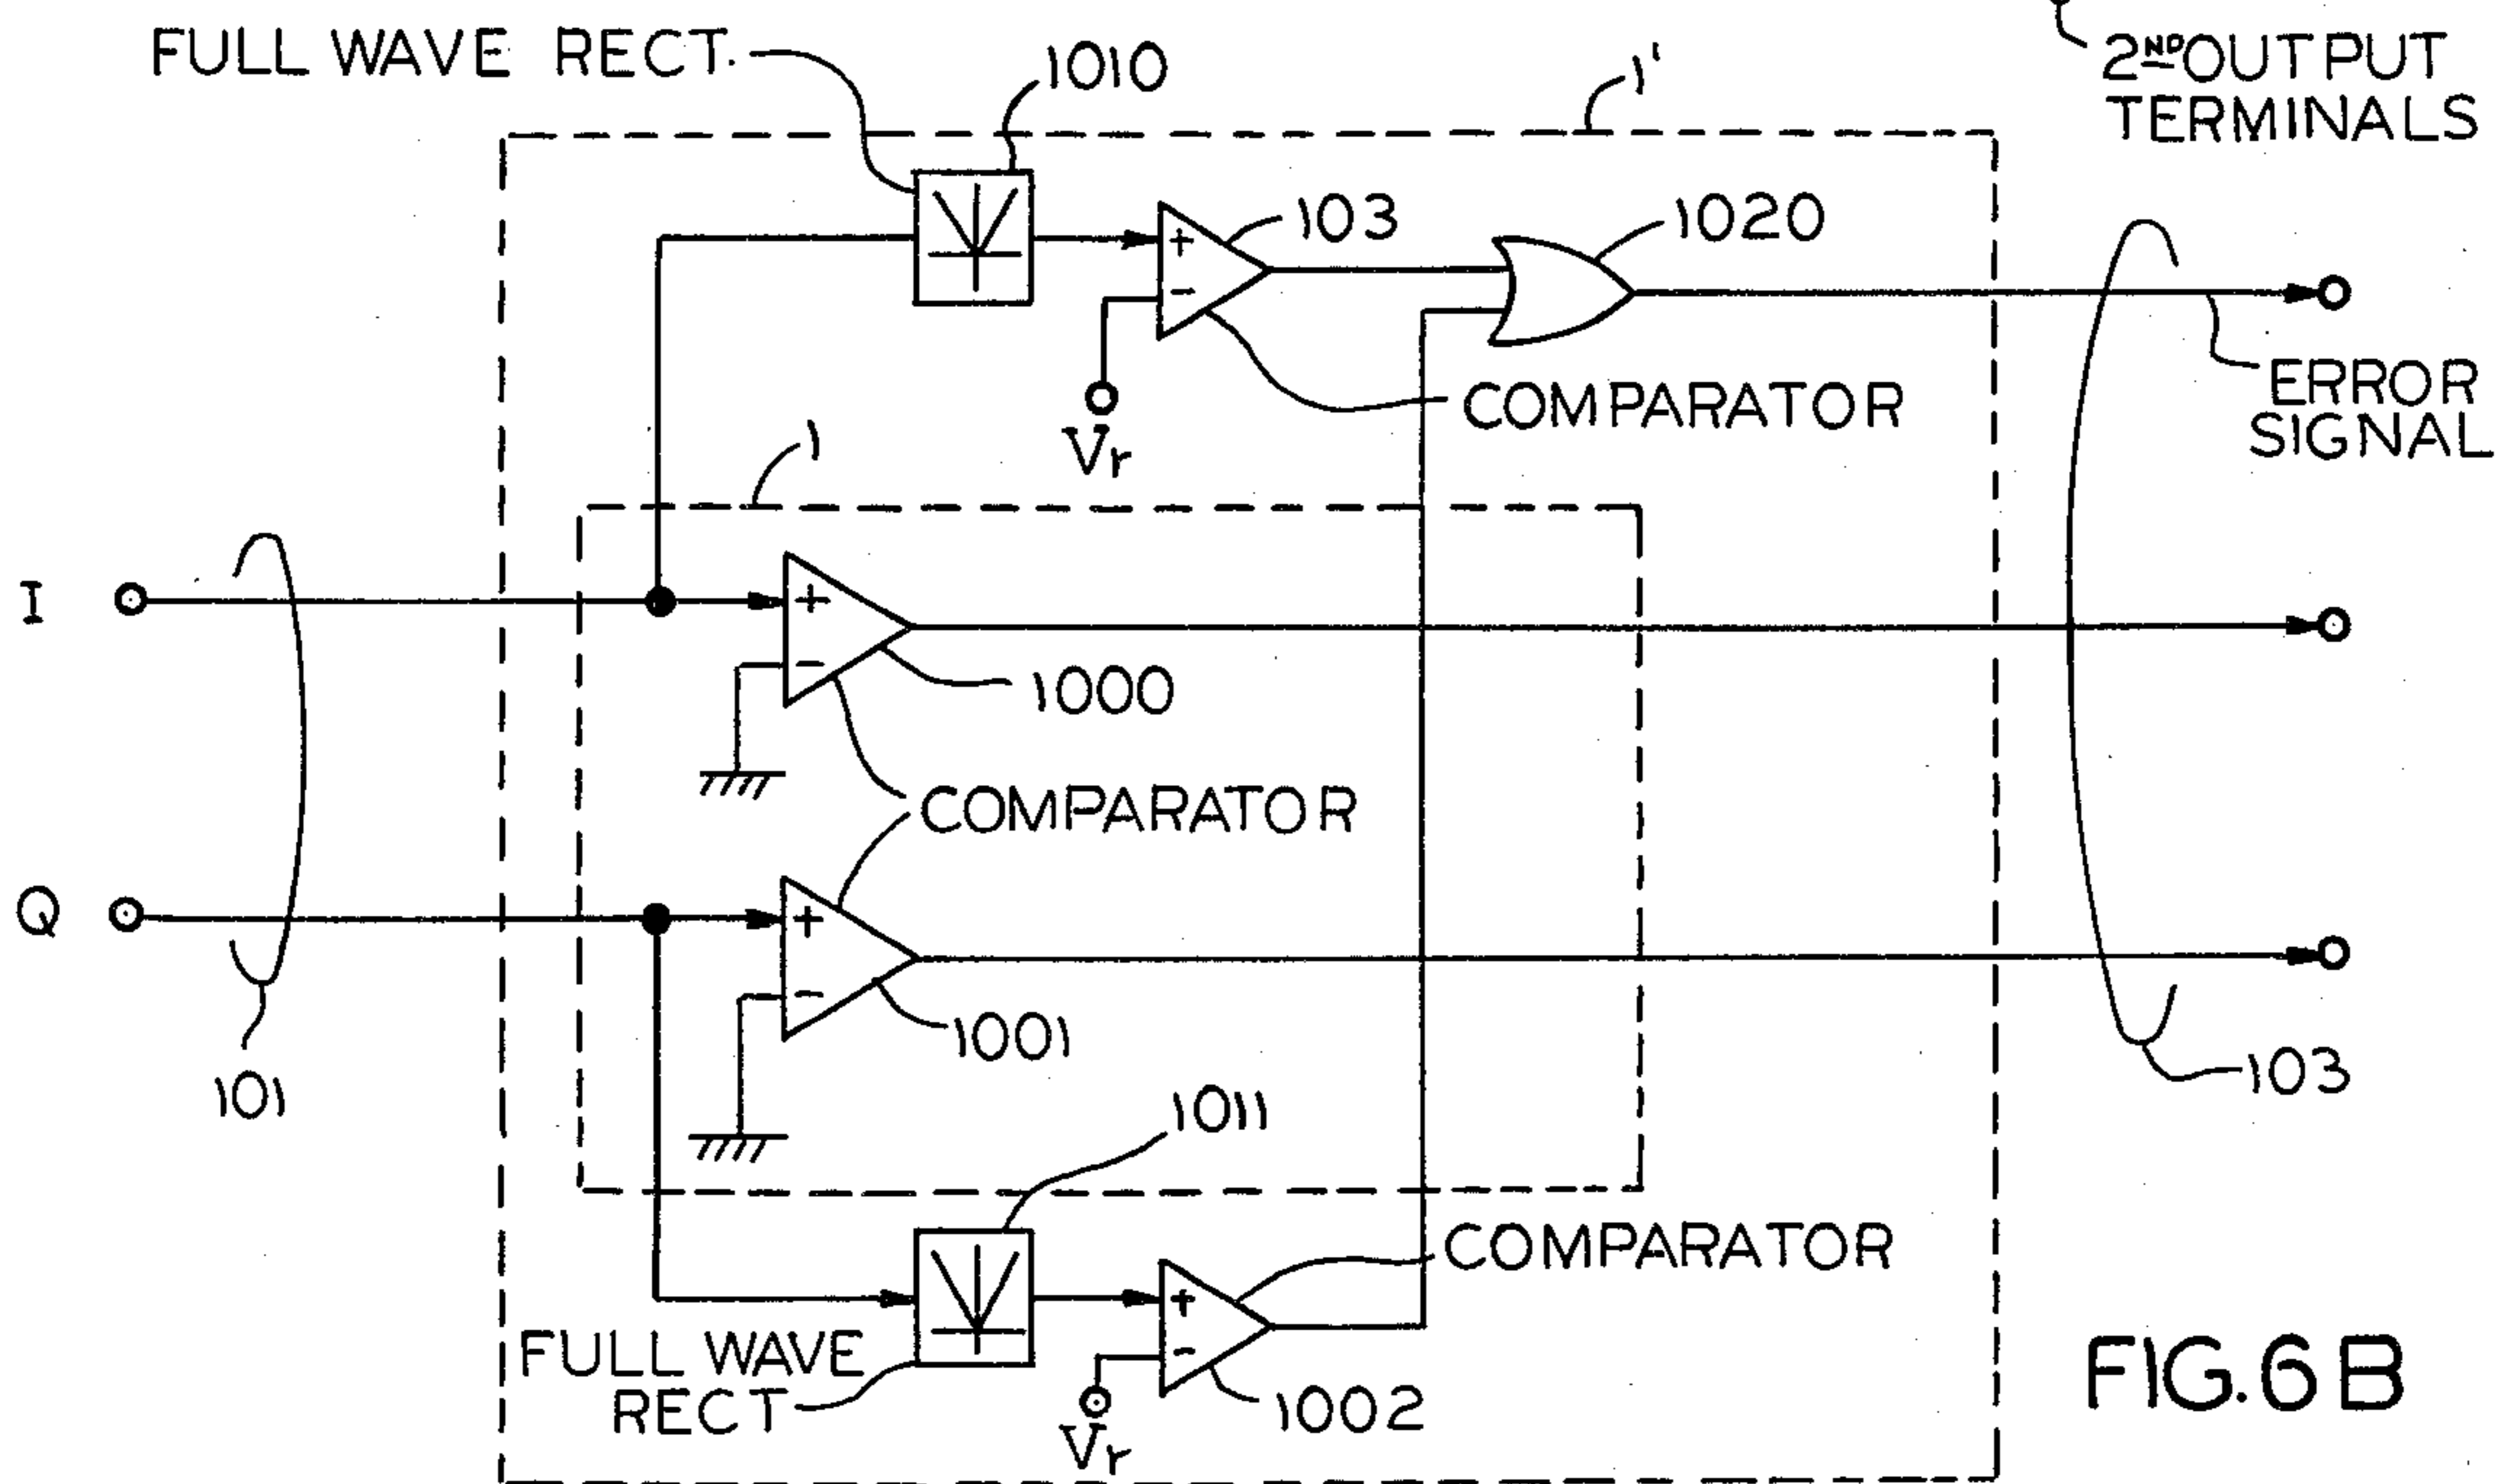 FULL WAVE RECT.
1010
1'
2ND OUTPUT
TERMINALS
103
1020
+
-
ERROR
SIGNAL
COMPARATOR
Vr
1
I
+
-
1000
COMPARATOR
Q
+
-
1001
101
103
1011
COMPARATOR
FULL WAVE
RECT
+
-
1002
Vr
FIG. 6 B